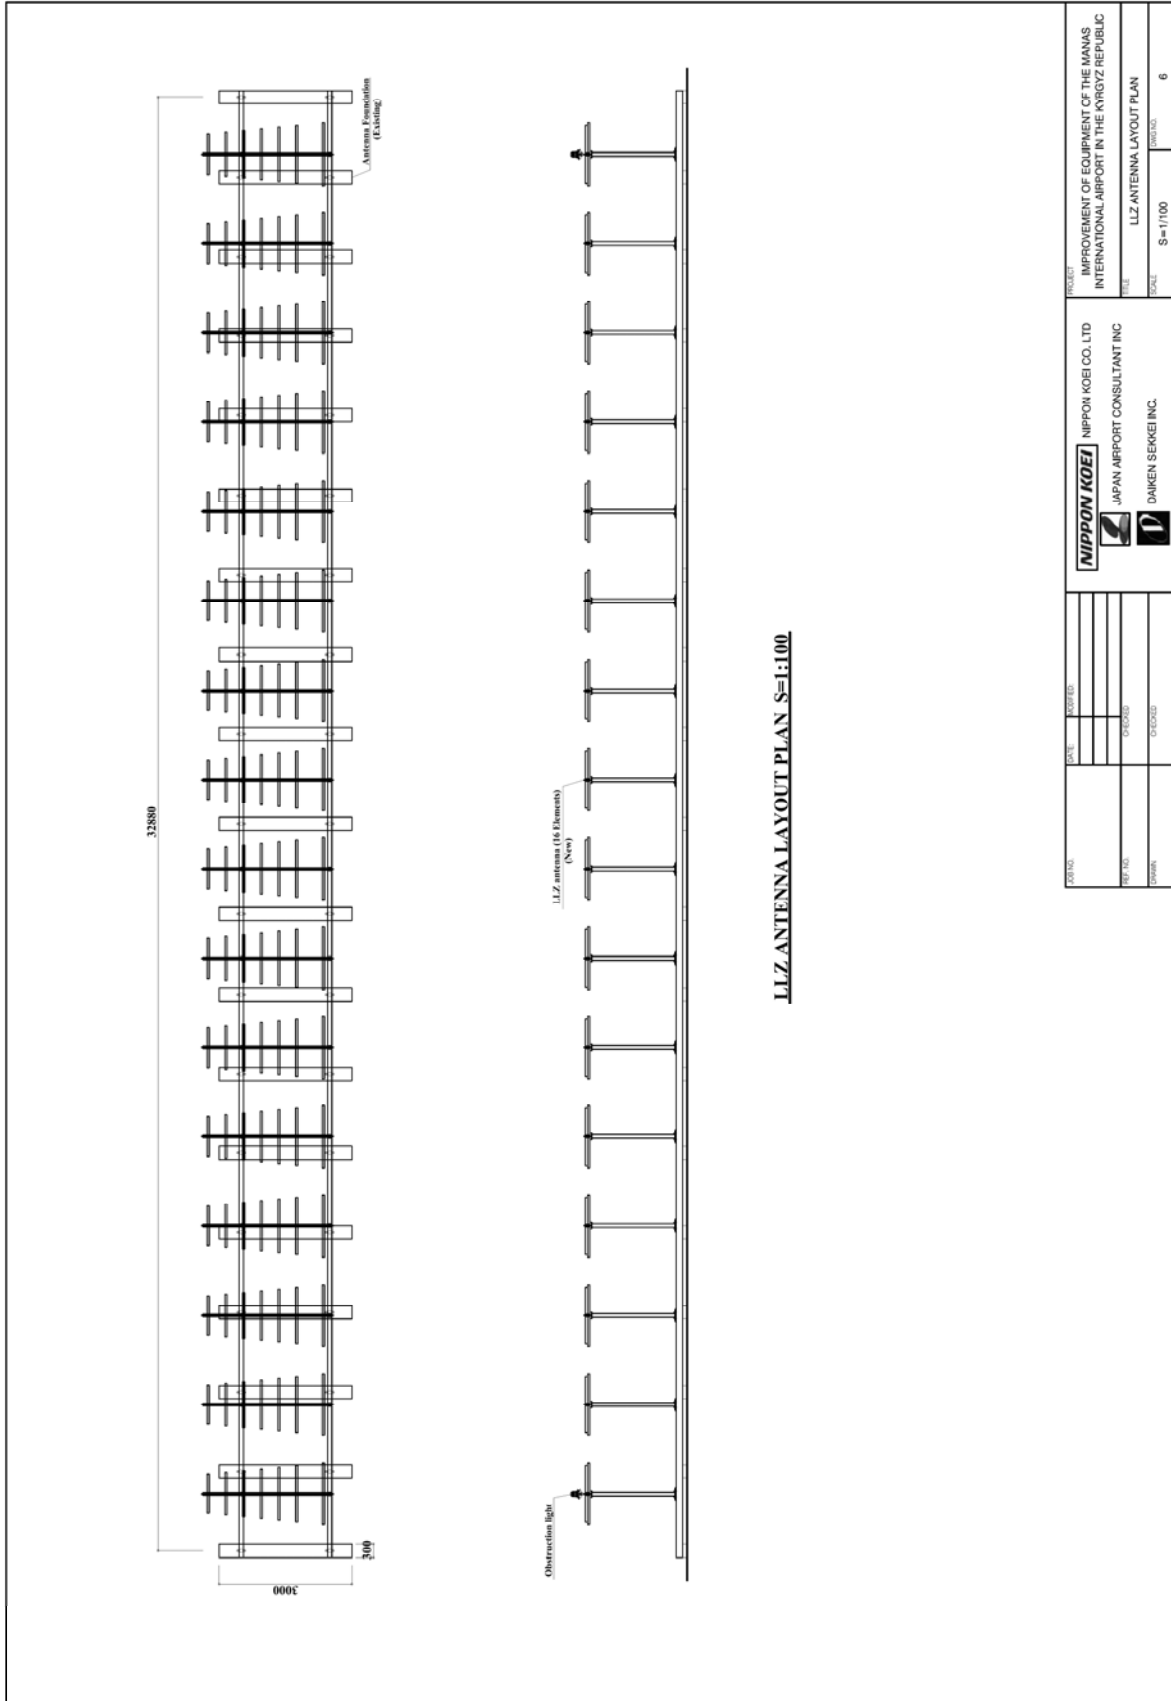 32880
Antenna Foundation
(Existing)
3000
300
LLZ antenna (16 Elements)
(New)
Obstruction light
LLZ ANTENNA LAYOUT PLAN S=1:100
JOB NO.
DATE:
MODIFIED:
REF. NO.
CHECKED
DRAWN
CHECKED
NIPPON KOEI
NIPPON KOEI CO. LTD
JAPAN AIRPORT CONSULTANT INC
DAIKEN SEKKEI INC.
PROJECT
IMPROVEMENT OF EQUIPMENT OF THE MANAS
INTERNATIONAL AIRPORT IN THE KYRGYZ REPUBLIC
TITLE
LLZ ANTENNA LAYOUT PLAN
SCALE
S=1/100
DWG NO.
6